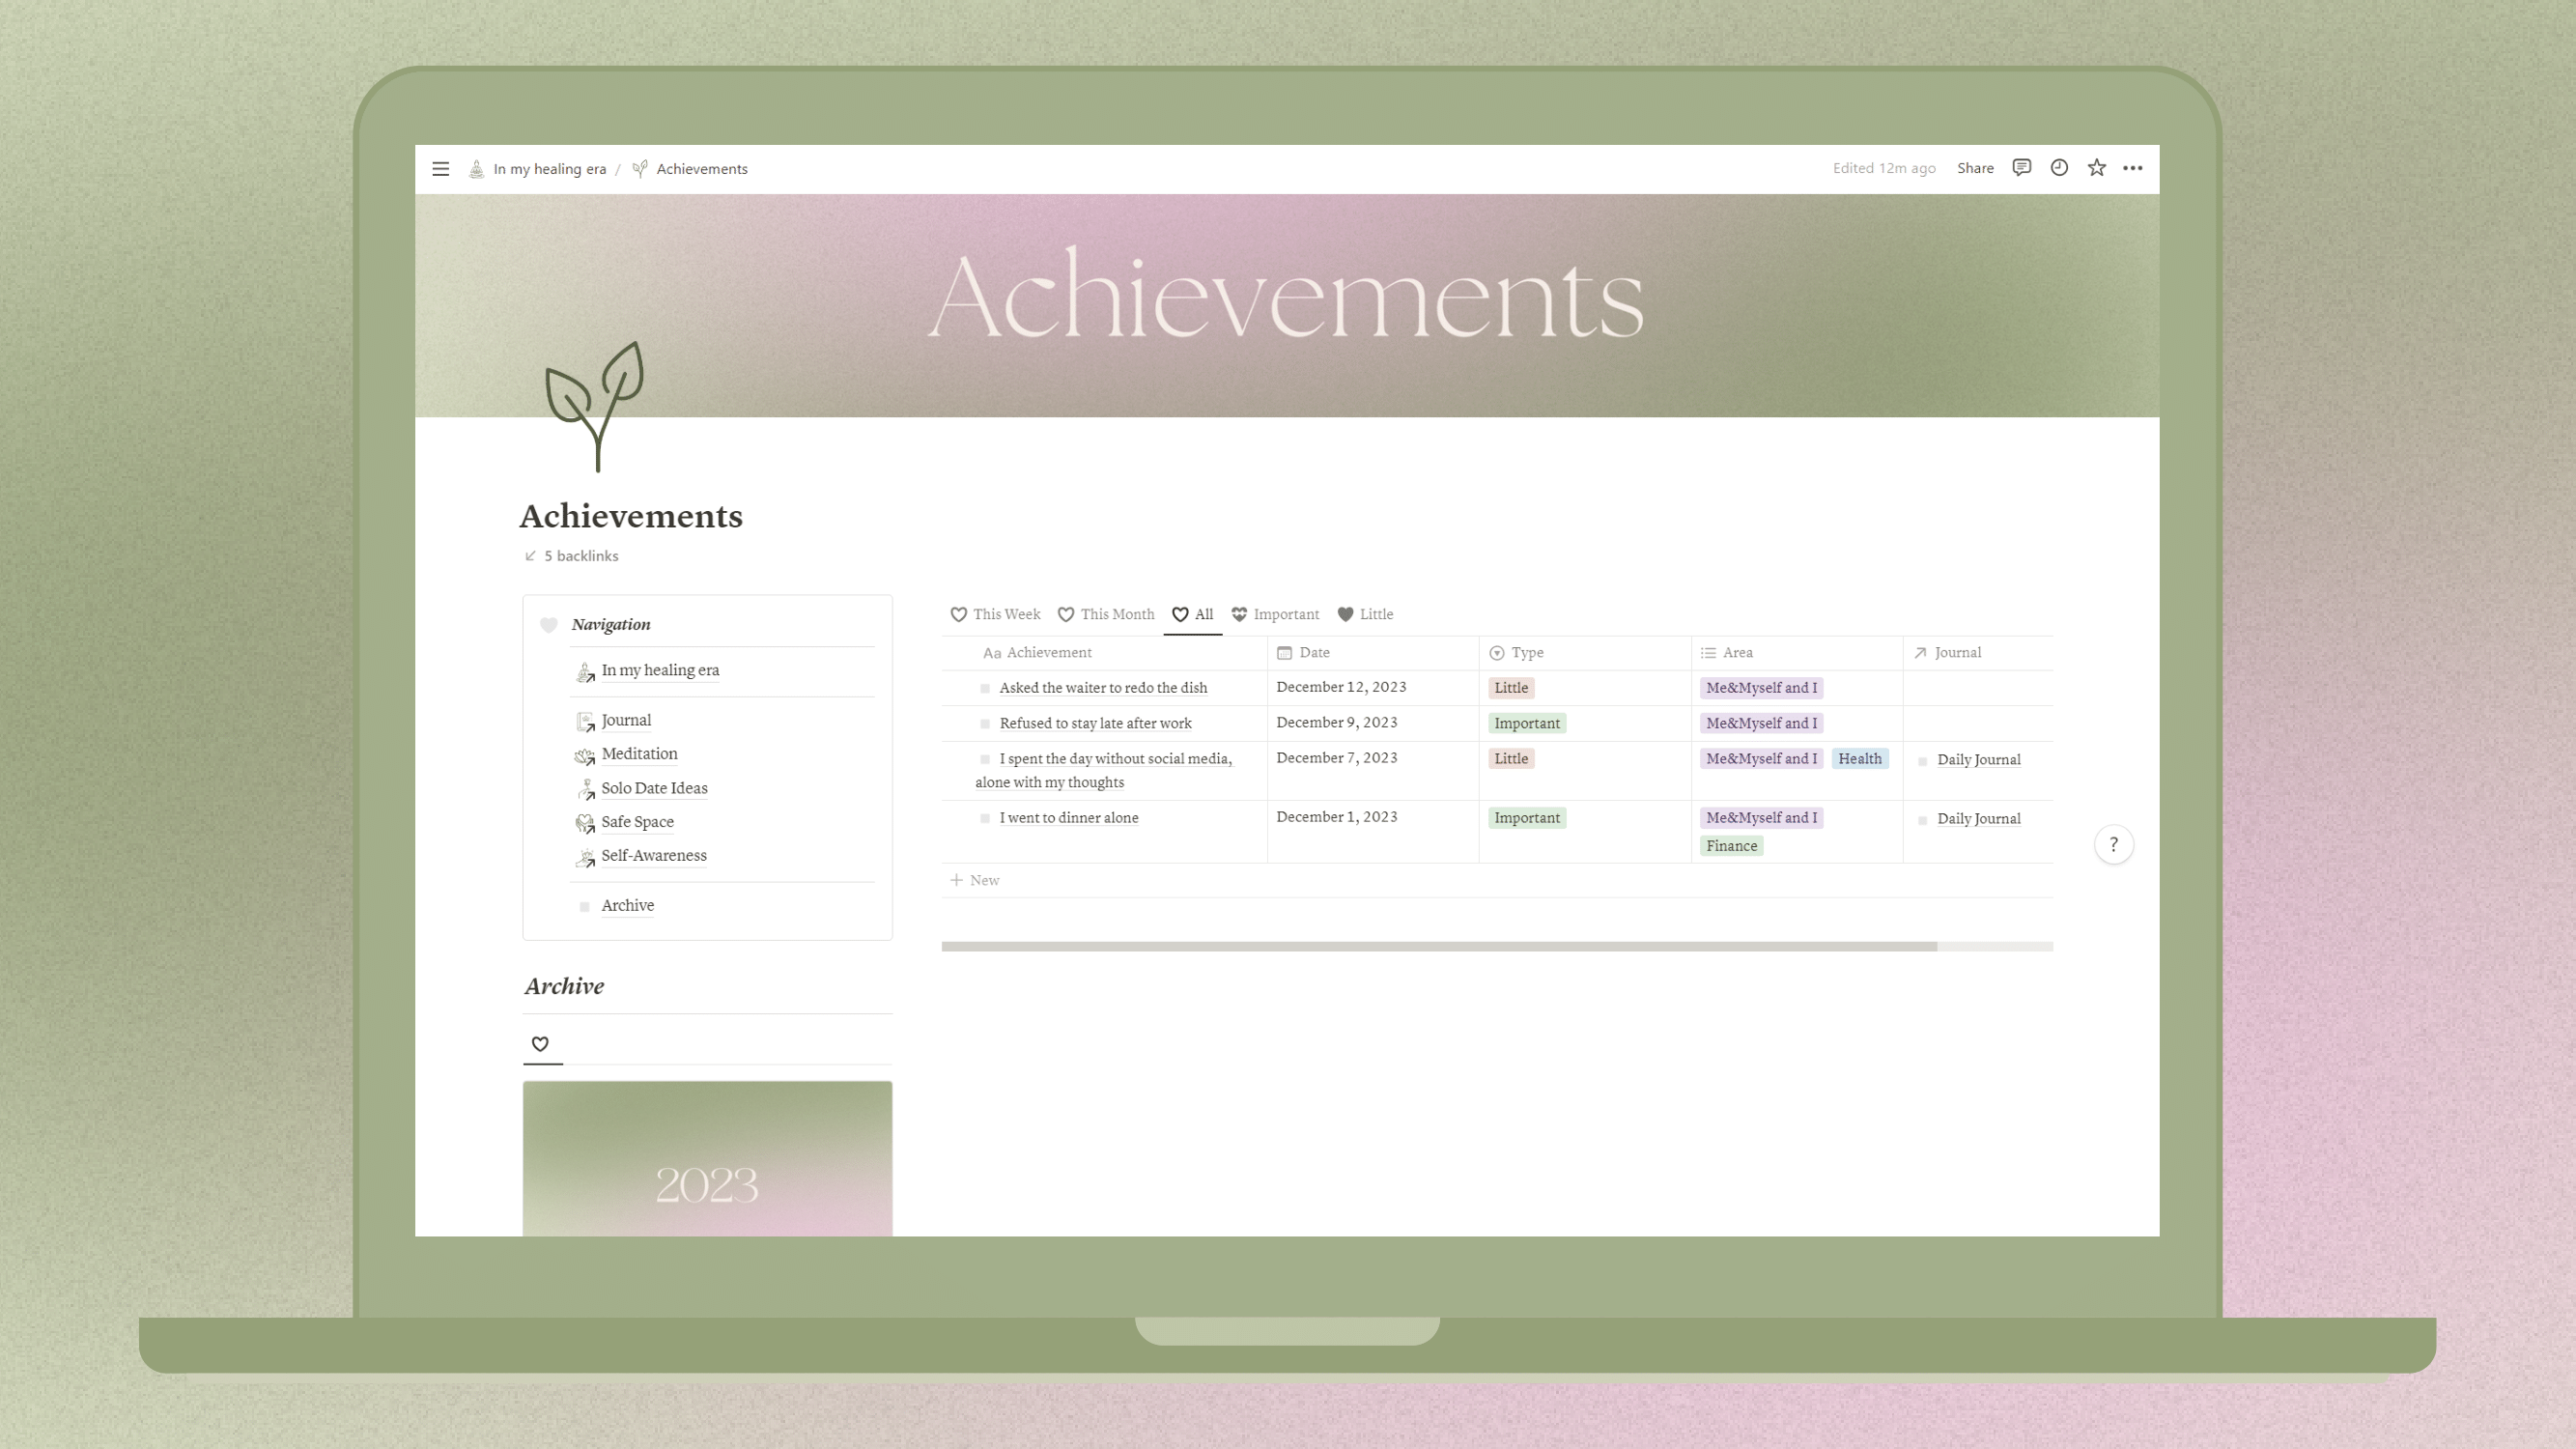 In my healing era / Achievements
Edited 12m ago Share
Achievements
Achievements
5 backlinks
Navigation
In my healing era
Journal
Meditation
Solo Date Ideas
Safe Space
Self-Awareness
Archive
Archive
2023
This Week This Month All Important Little
Aa Achievement Date Type Area Journal
Asked the waiter to redo the dish December 12, 2023 Little Me&Myself and I
Refused to stay late after work December 9, 2023 Important Me&Myself and I
I spent the day without social media, December 7, 2023 Little Me&Myself and I Health Daily Journal
alone with my thoughts
I went to dinner alone December 1, 2023 Important Me&Myself and I Daily Journal
Finance
+ New
?